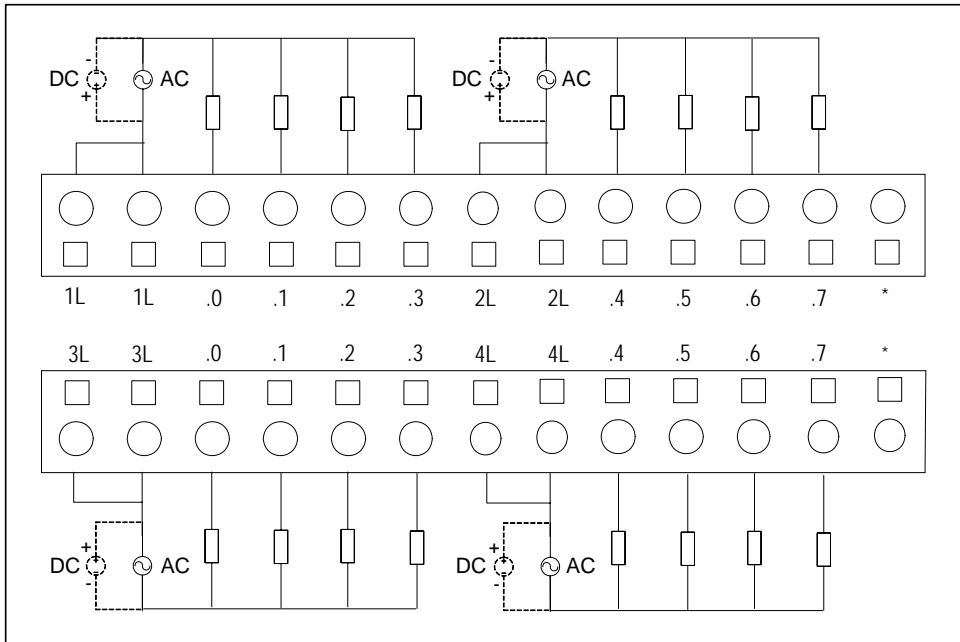 - -
DC AC DC AC
+ +
1L 1L .0 .1 .2 .3 2L 2L .4 .5 .6 .7 *
3L 3L .0 .1 .2 .3 4L 4L .4 .5 .6 .7 *
+ +
DC AC DC AC
- -